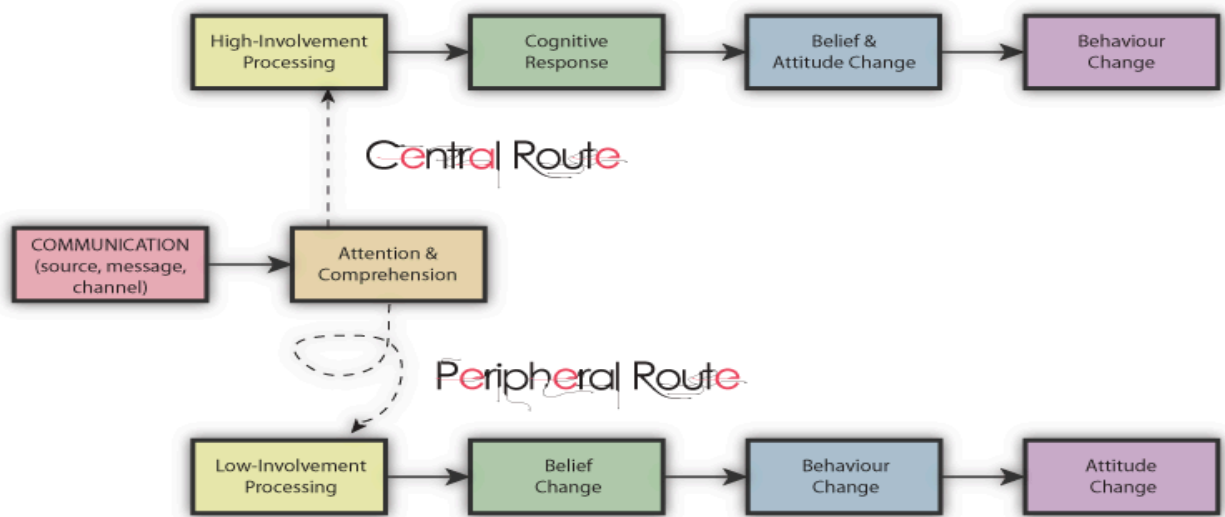 High-Involvement
Processing
Cognitive
Response
Belief &
Attitude Change
Behaviour
Change
Central Route
COMMUNICATION
(source, message,
channel)
Attention &
Comprehension
Peripheral Route
Low-Involvement
Processing
Belief
Change
Behaviour
Change
Attitude
Change